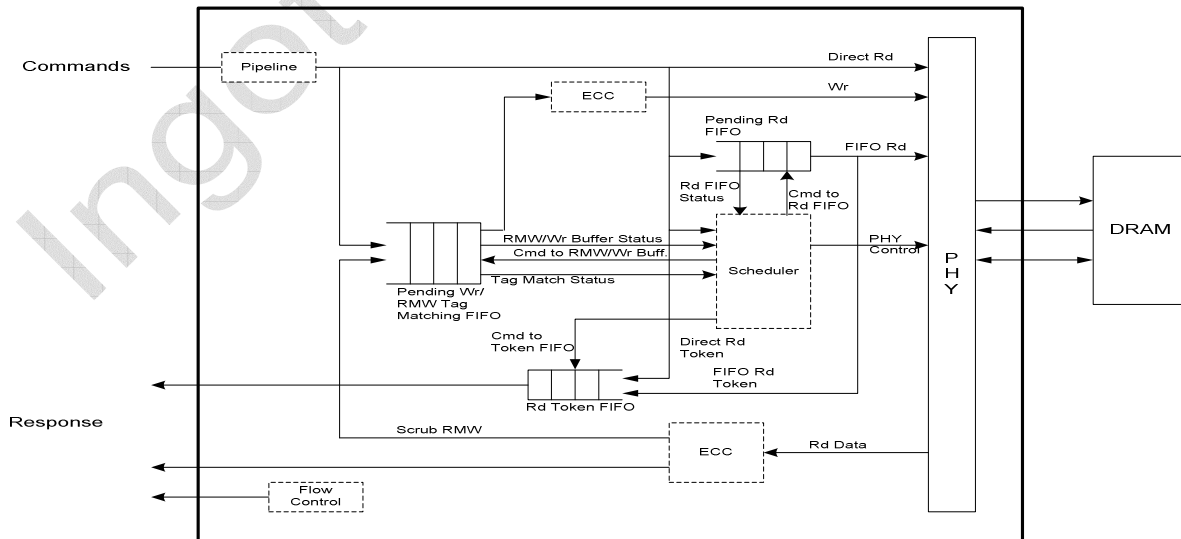 Ingot
Commands
Pipeline
Direct Rd
ECC
Wr
Pending Rd
FIFO
FIFO Rd
Rd FIFO
Status
Cmd to
Rd FIFO
RMW/Wr Buffer Status
Cmd to RMW/Wr Buff.
Tag Match Status
Scheduler
PHY
Control
P
H
Y
DRAM
Pending Wr/
RMW Tag
Matching FIFO
Cmd to
Token FIFO
Direct Rd
Token
FIFO Rd
Token
Rd Token FIFO
Response
Scrub RMW
ECC
Rd Data
Flow
Control